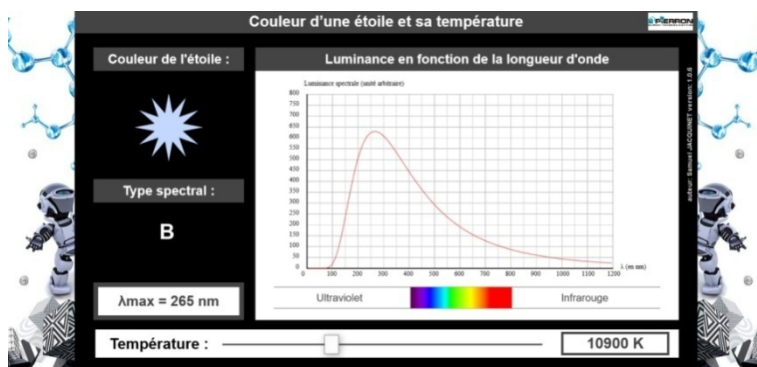 Couleur d'une étoile et sa température
PIERRON
Couleur de l'étoile :
Luminance en fonction de la longueur d'onde
Luminance spectrale (unité arbitraire)
800
750
700
650
600
550
500
450
400
350
300
250
200
150
100
50
0
0 100 200 300 400 500 600 700 800 900 1000 1100 1200
λ (en nm)
Type spectral :
B
λmax = 265 nm
Ultraviolet
Infrarouge
Température :
10900 K
auteur: Samuel JACQUINET version: 1.0.6